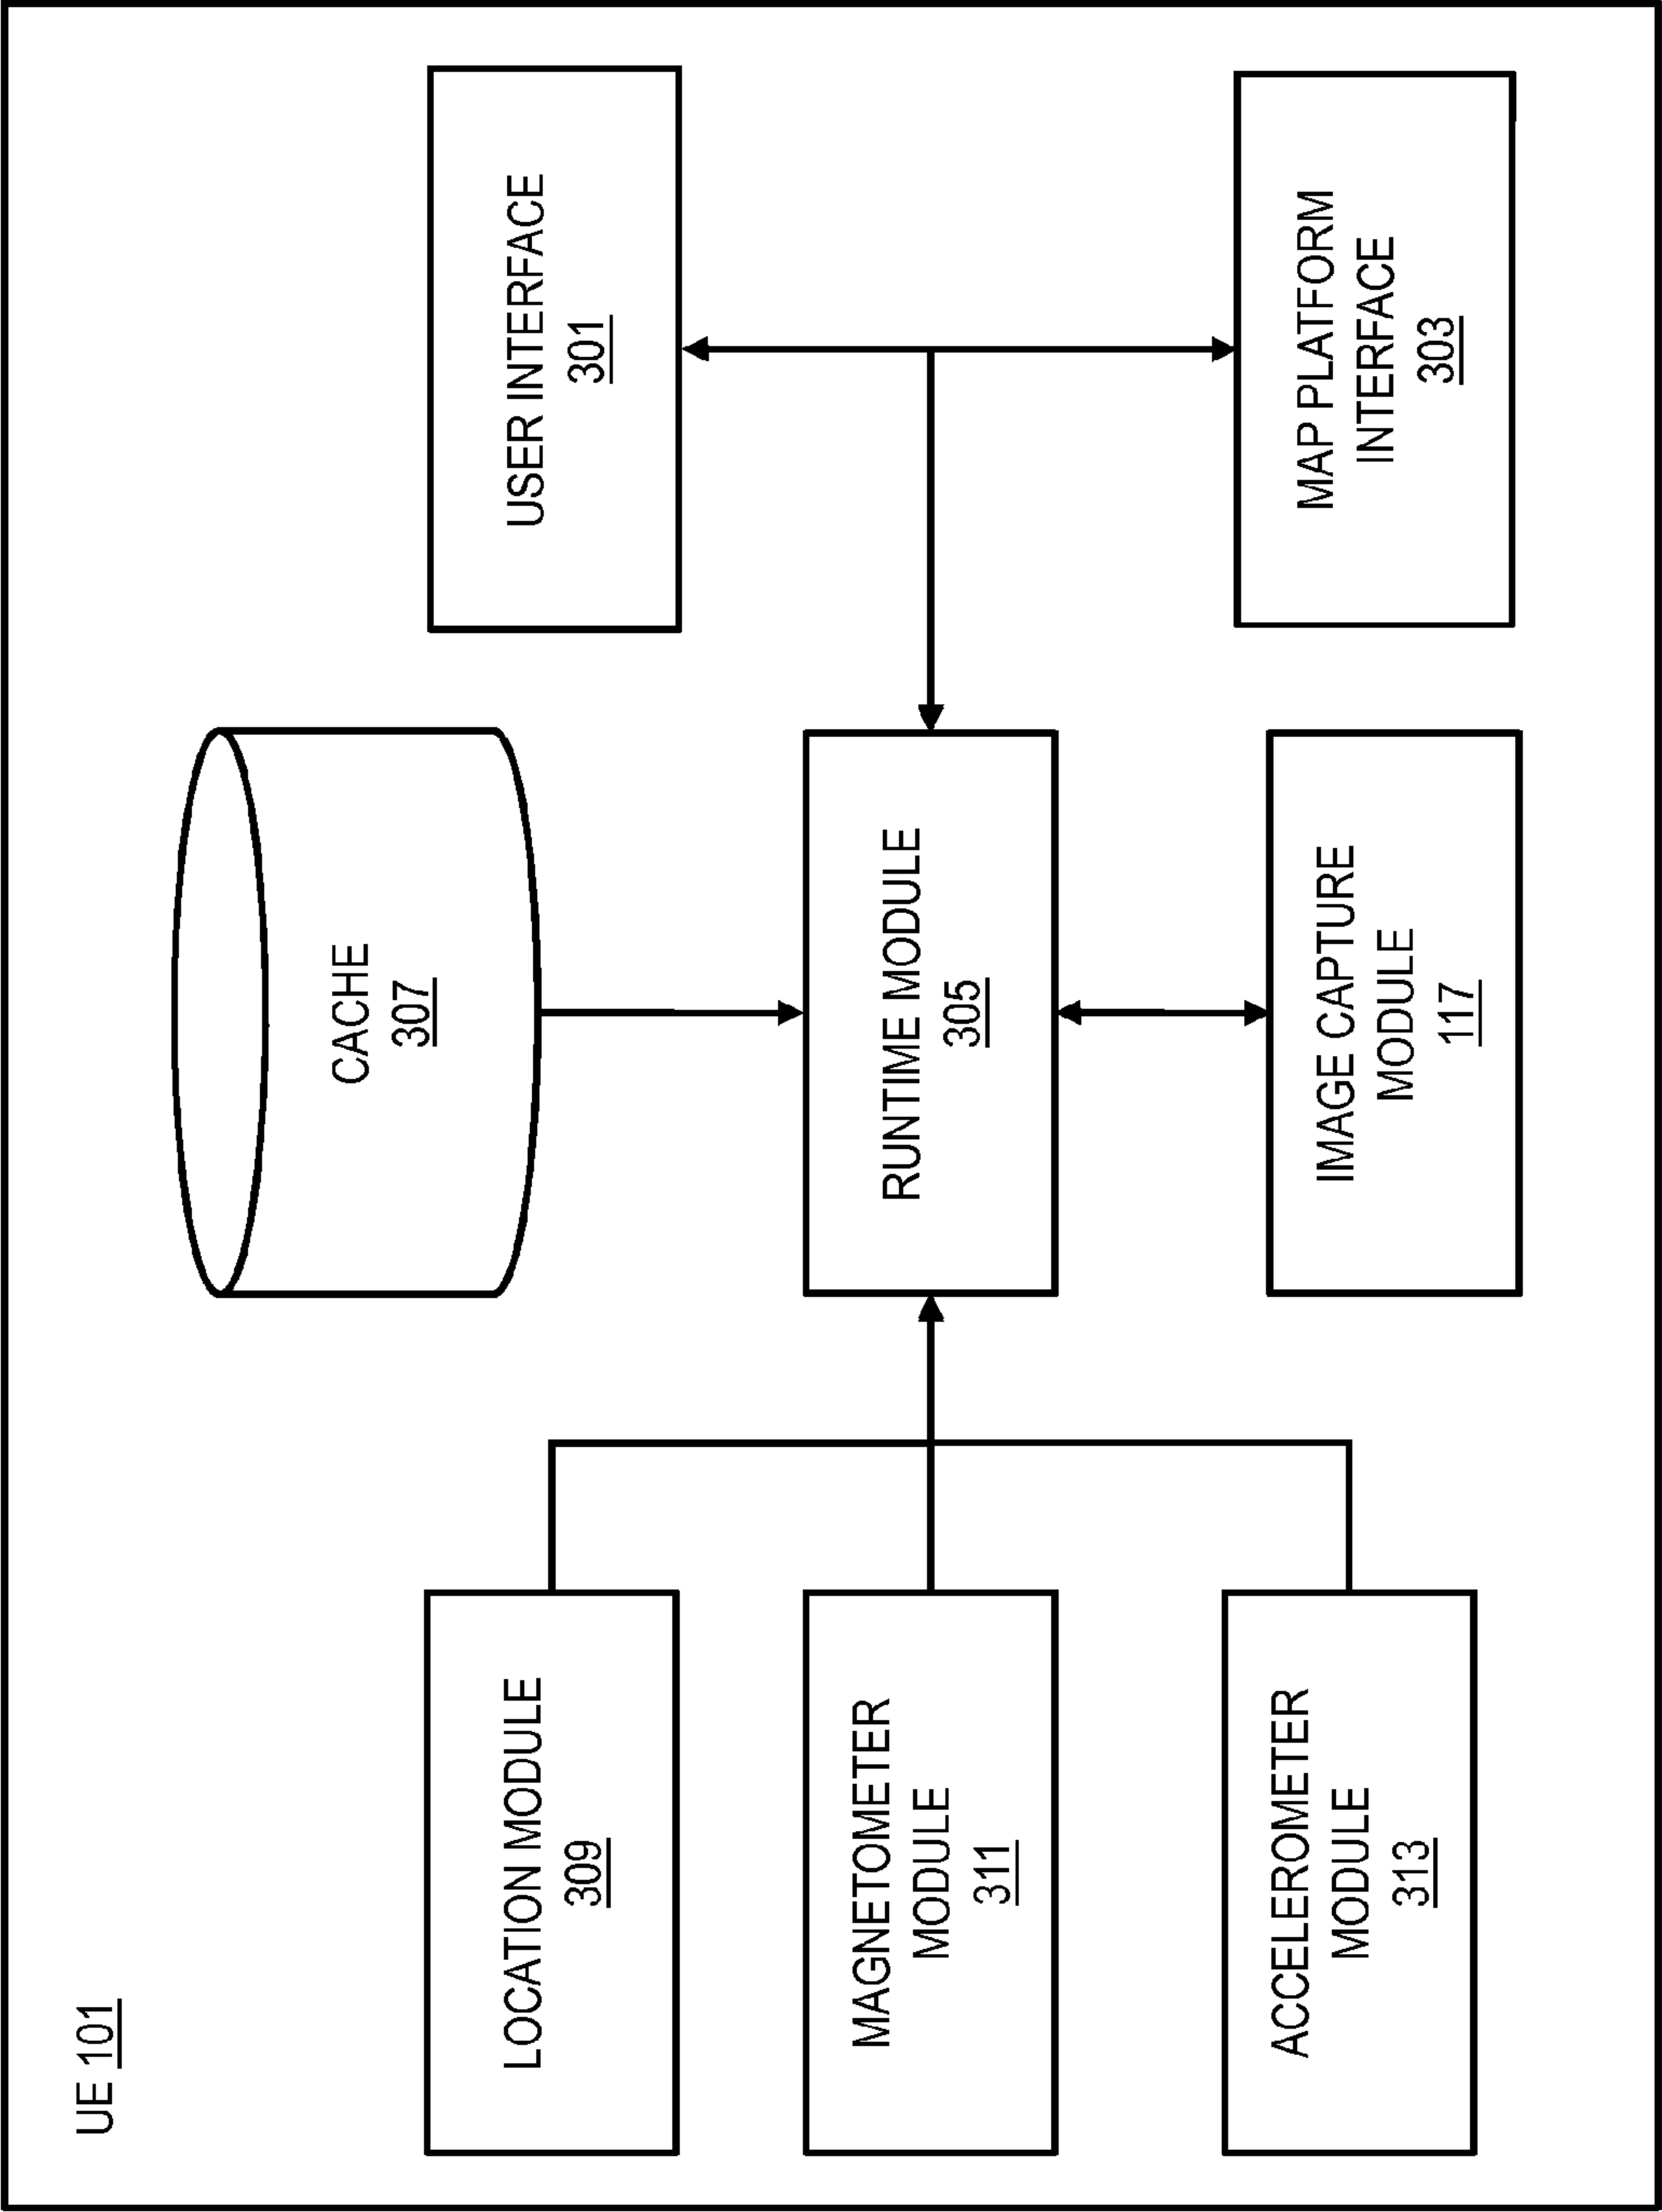 UE 101
CACHE
307
LOCATION MODULE
309
USER INTERFACE
301
MAGNETOMETER
MODULE
311
RUNTIME MODULE
305
ACCELEROMETER
MODULE
313
IMAGE CAPTURE
MODULE
117
MAP PLATFORM
INTERFACE
303